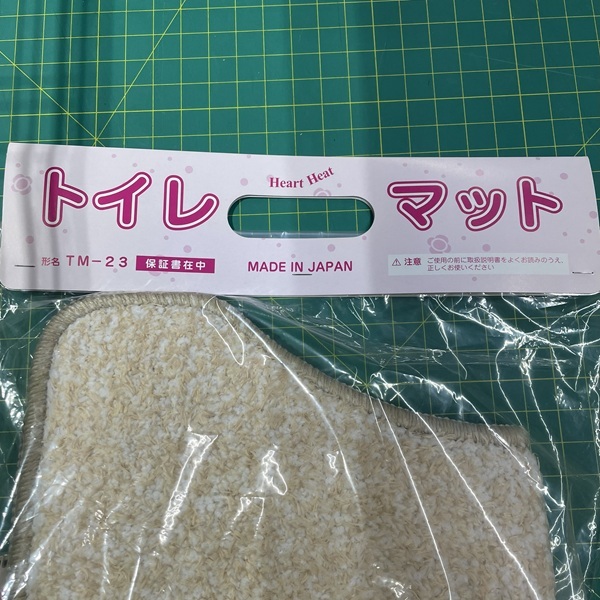 トイレ
Heart Heat
マット
形名 TM-23 保証書在中
MADE IN JAPAN
⚠ 注意 ご使用の前に取扱説明書をよくお読みのうえ、
正しくお使いください